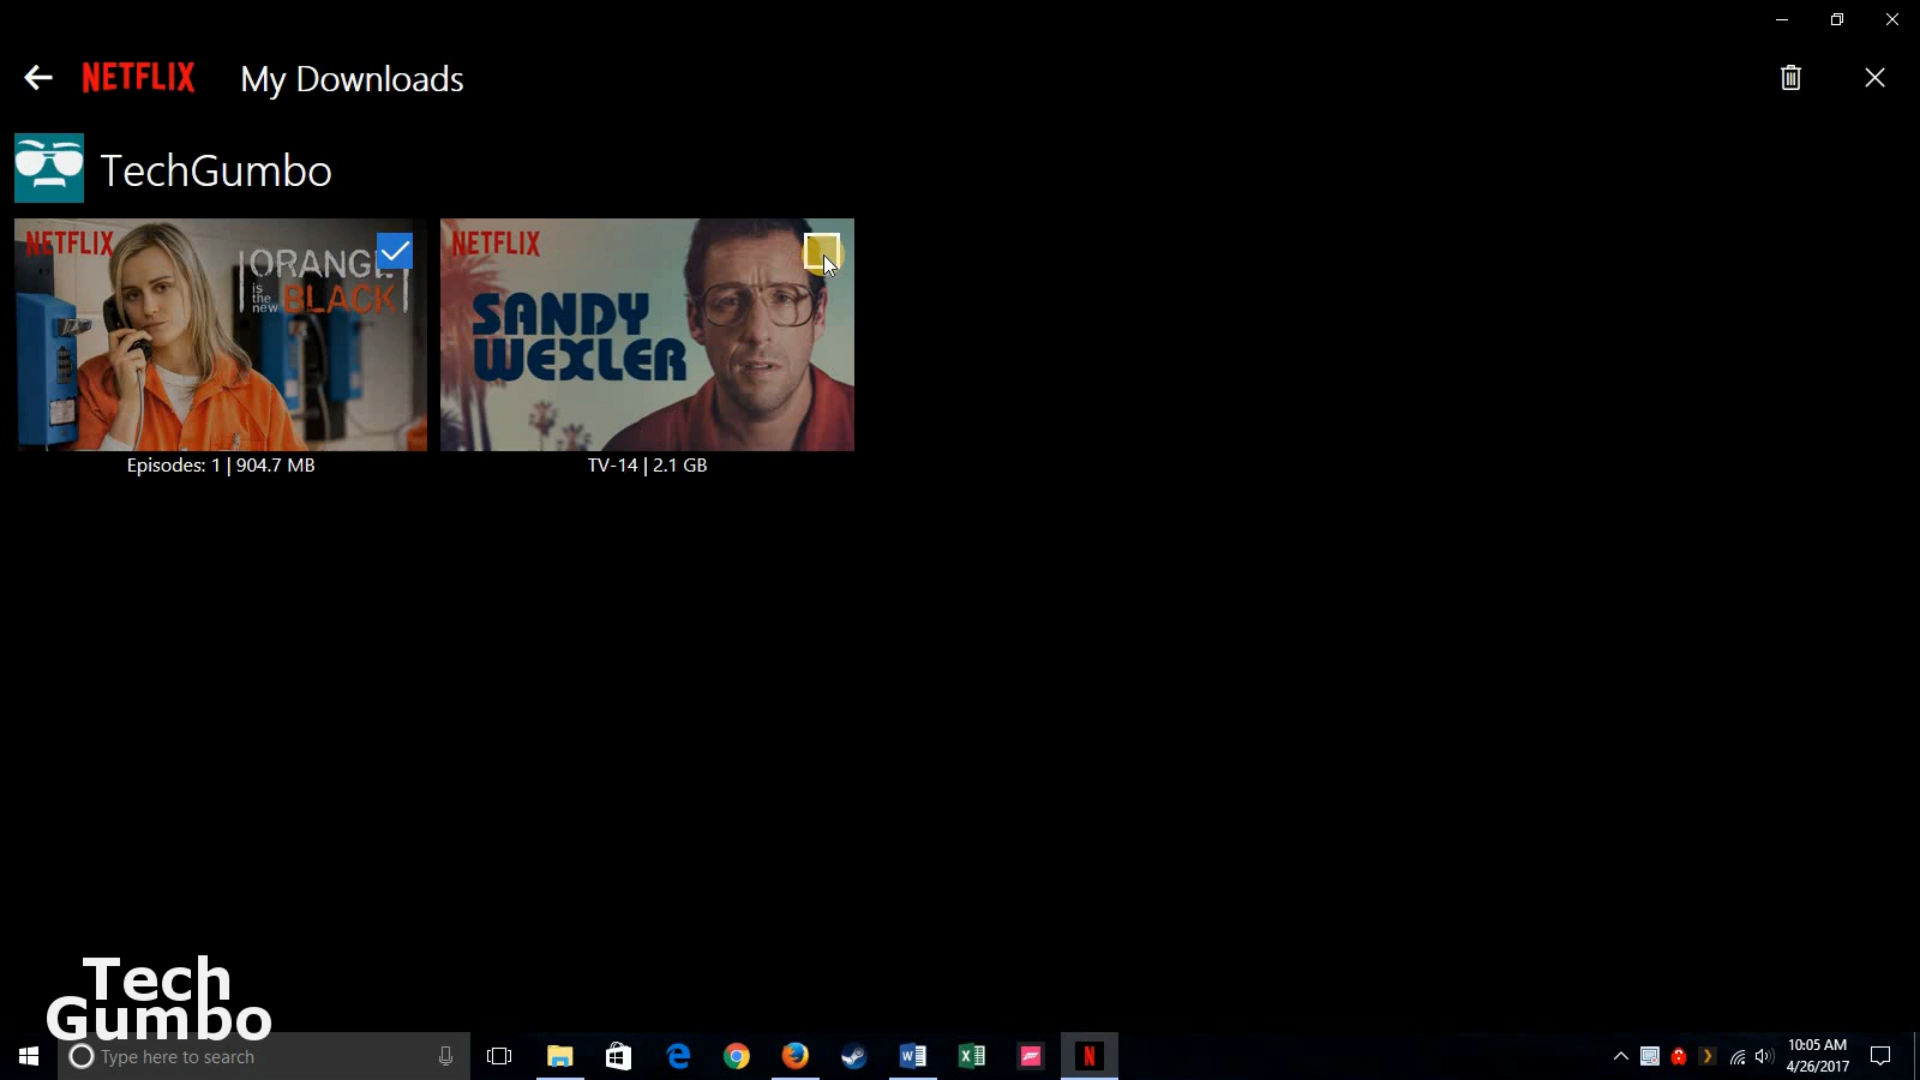 NETFLIX My Downloads
TechGumbo
NETFLIX
ORANGE
is
the
new BLACK
Episodes: 1 | 904.7 MB
NETFLIX
SANDY
WEXLER
TV-14 | 2.1 GB
Tech
Gumbo
Type here to search
10:05 AM
4/26/2017